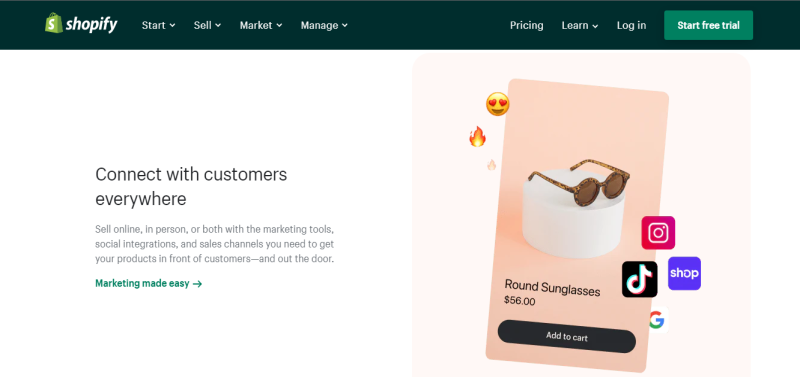 shopify
Start
Sell
Market
Manage
Pricing
Learn
Log in
Start free trial
Connect with customers
everywhere
Sell online, in person, or both with the marketing tools,
social integrations, and sales channels you need to get
your products in front of customers—and out the door.
Marketing made easy →
shop
Round Sunglasses
$56.00
Add to cart